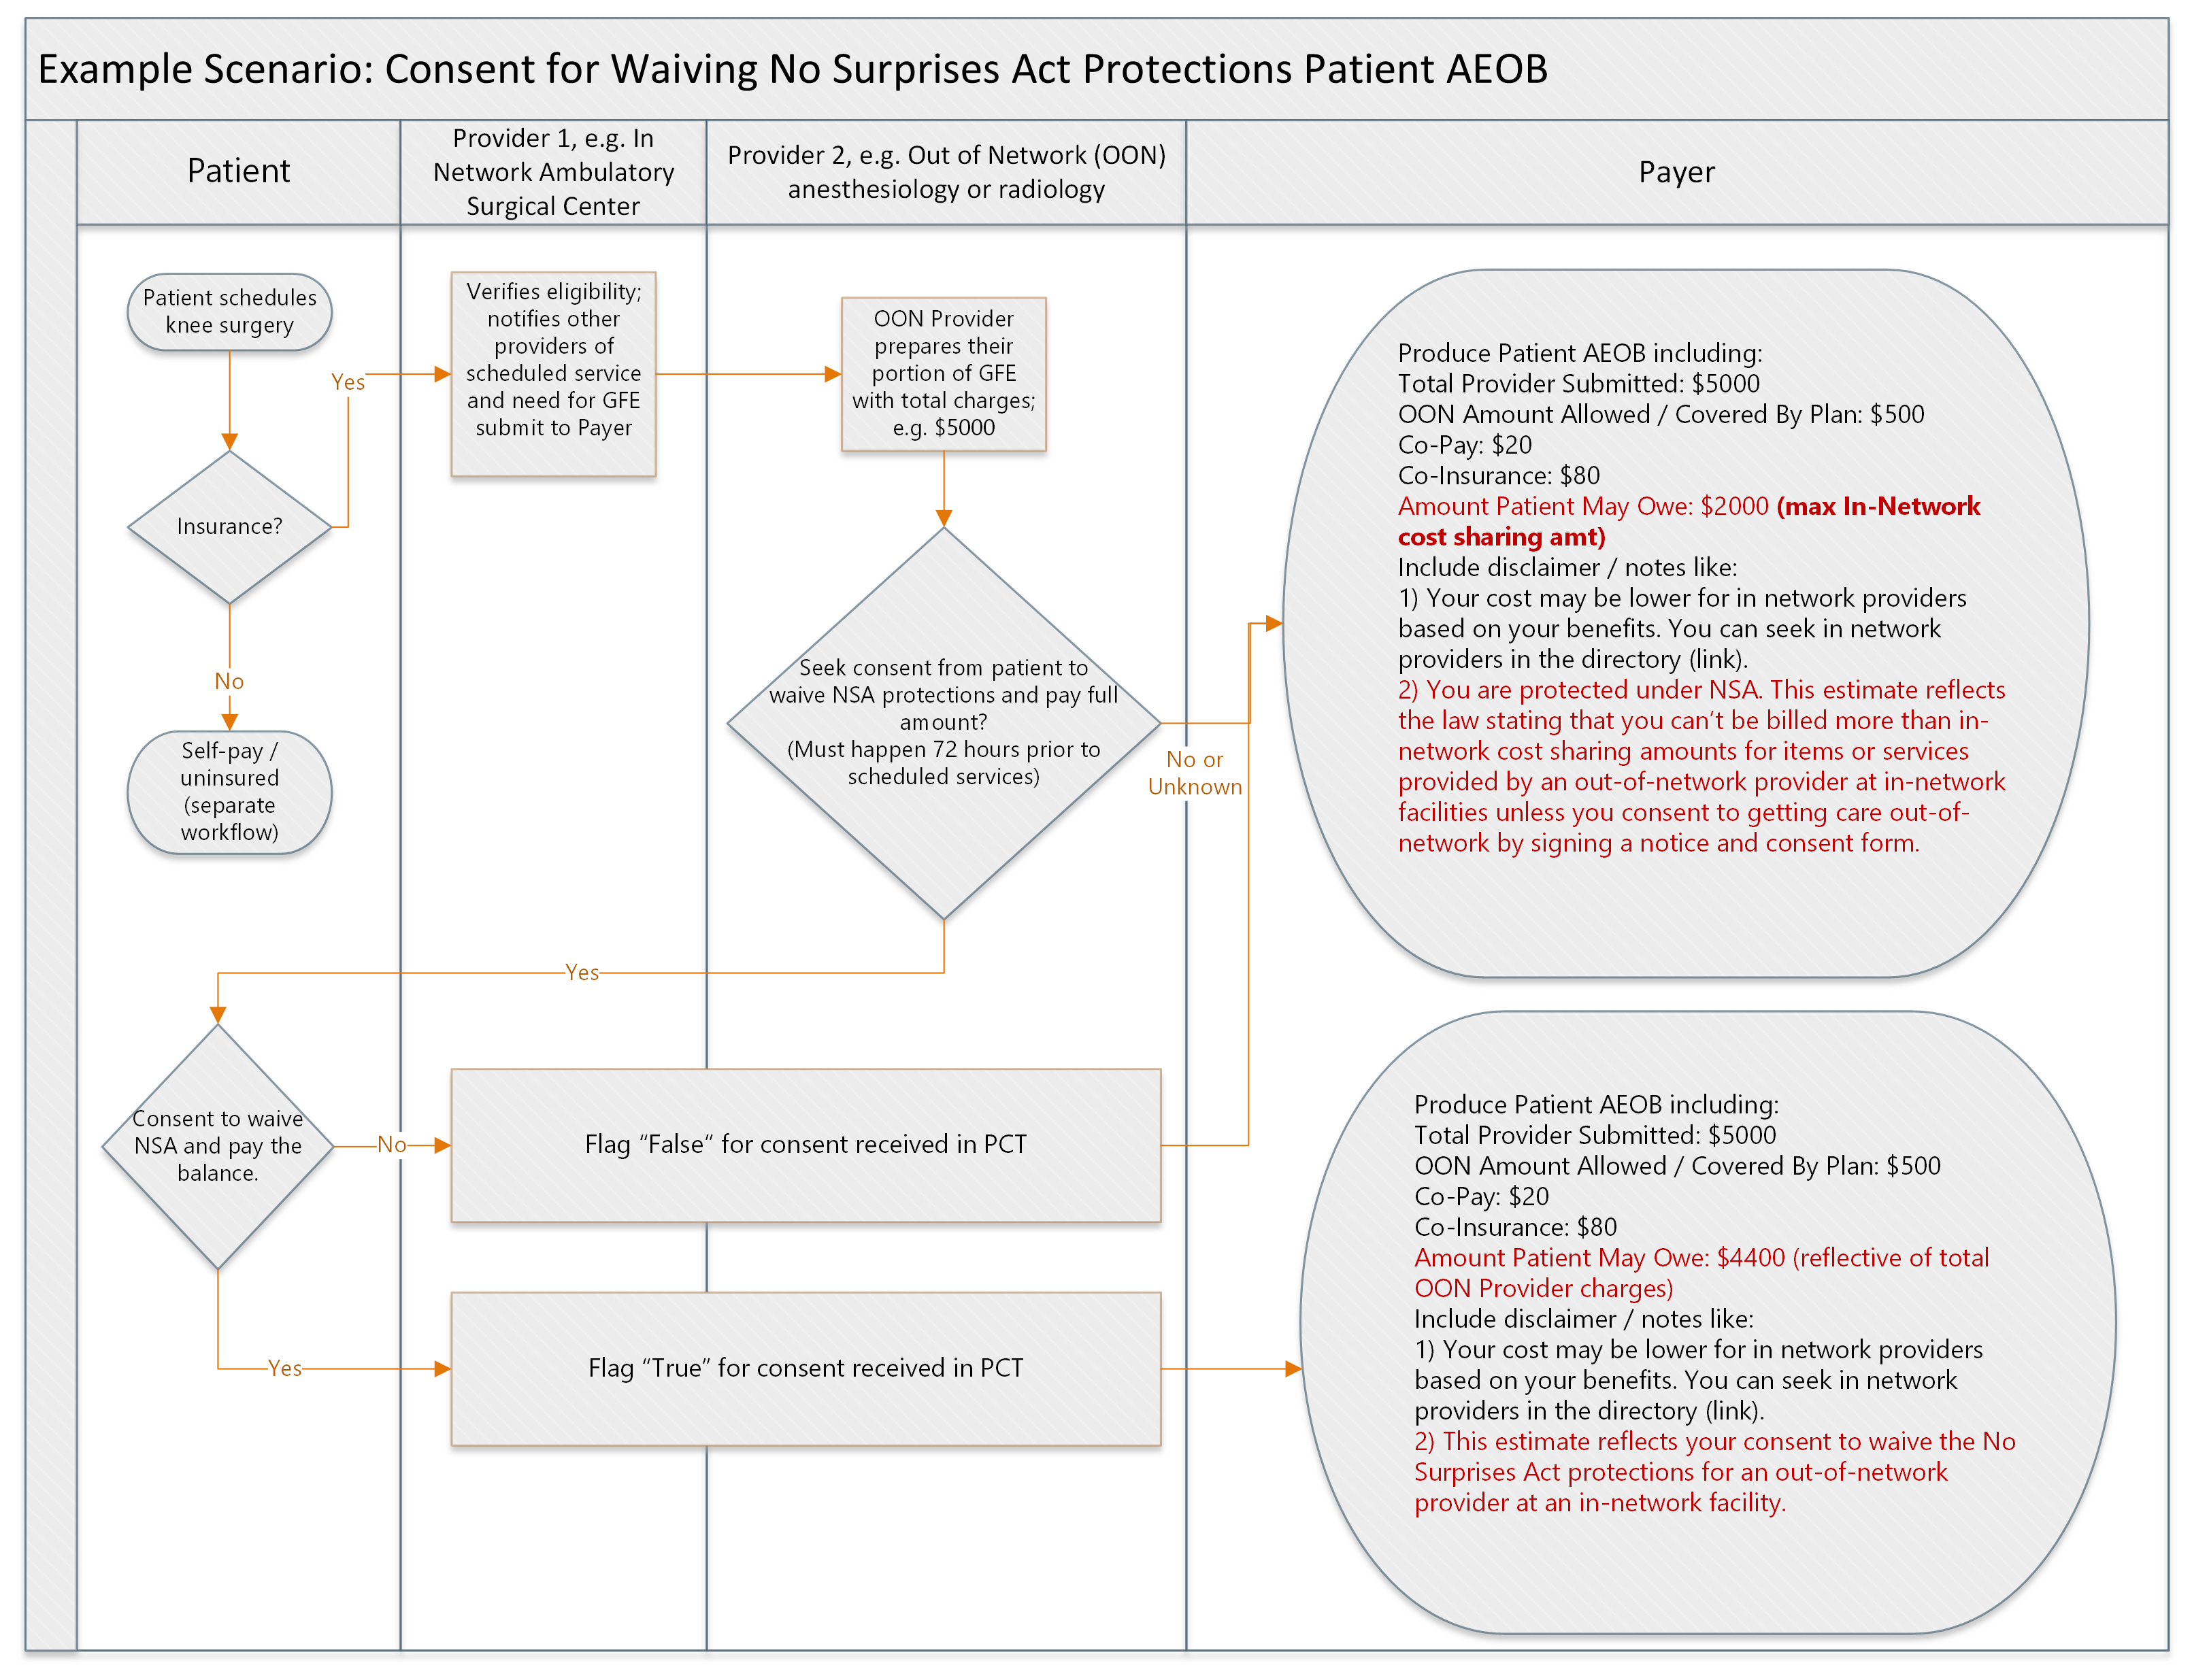 Example Scenario: Consent for Waiving No Surprises Act Protections Patient AEOB
Patient
Provider 1, e.g. In
Network Ambulatory
Surgical Center
Provider 2, e.g. Out of Network (OON)
anesthesiology or radiology
Payer
Patient schedules
knee surgery
Yes
Insurance?
No
Self-pay /
uninsured
(separate
workflow)
Verifies eligibility;
notifies other
providers of
scheduled service
and need for GFE
submit to Payer
OON Provider
prepares their
portion of GFE
with total charges;
e.g. $5000
Seek consent from patient to
waive NSA protections and pay full
amount?
(Must happen 72 hours prior to
scheduled services)
No or
Unknown
Yes
Produce Patient AEOB including:
Total Provider Submitted: $5000
OON Amount Allowed / Covered By Plan: $500
Co-Pay: $20
Co-Insurance: $80
Amount Patient May Owe: $2000 (max In-Network
cost sharing amt)
Include disclaimer / notes like:
1) Your cost may be lower for in network providers
based on your benefits. You can seek in network
providers in the directory (link).
2) You are protected under NSA. This estimate reflects
the law stating that you can't be billed more than in-
network cost sharing amounts for items or services
provided by an out-of-network provider at in-network
facilities unless you consent to getting care out-of-
network by signing a notice and consent form.
Consent to waive
NSA and pay the
balance.
No
Flag “False” for consent received in PCT
Yes
Flag “True” for consent received in PCT
Produce Patient AEOB including:
Total Provider Submitted: $5000
OON Amount Allowed / Covered By Plan: $500
Co-Pay: $20
Co-Insurance: $80
Amount Patient May Owe: $4400 (reflective of total
OON Provider charges)
Include disclaimer / notes like:
1) Your cost may be lower for in network providers
based on your benefits. You can seek in network
providers in the directory (link).
2) This estimate reflects your consent to waive the No
Surprises Act protections for an out-of-network
provider at an in-network facility.